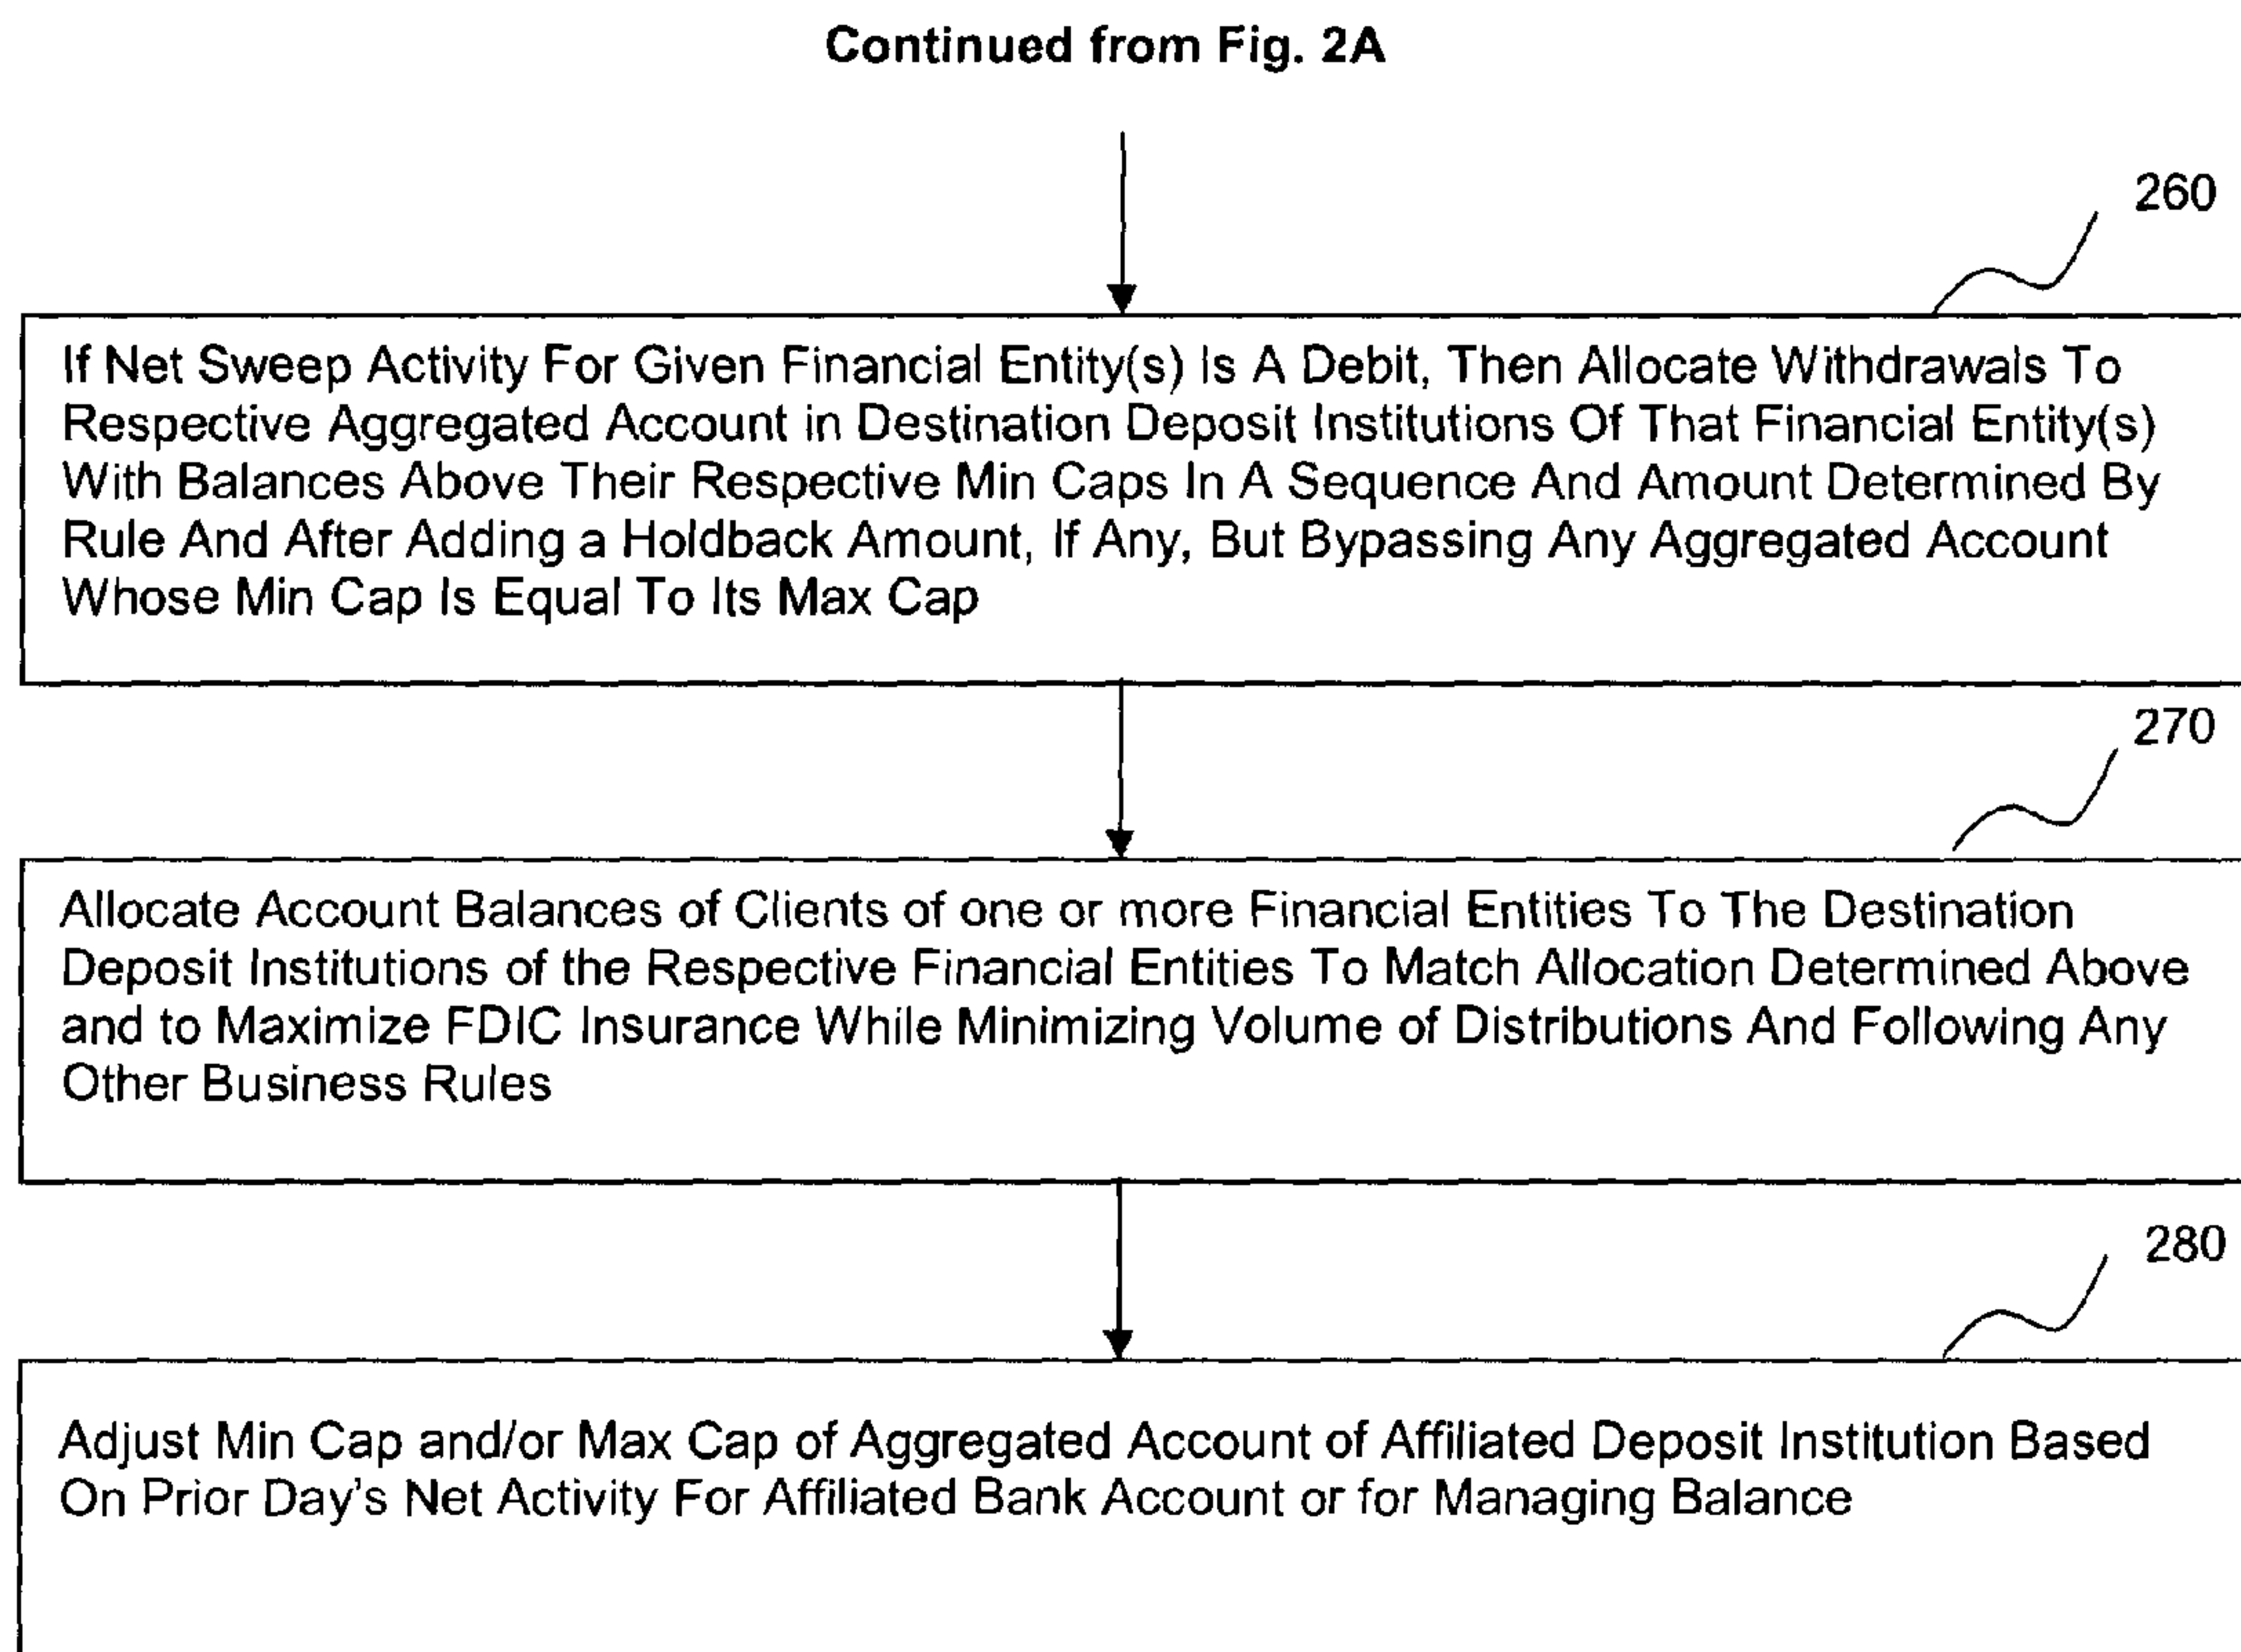 Continued from Fig. 2A
260
If Net Sweep Activity For Given Financial Entity(s) Is A Debit, Then Allocate Withdrawals To
Respective Aggregated Account in Destination Deposit Institutions Of That Financial Entity(s)
With Balances Above Their Respective Min Caps In A Sequence And Amount Determined By
Rule And After Adding a Holdback Amount, If Any, But Bypassing Any Aggregated Account
Whose Min Cap Is Equal To Its Max Cap
270
Allocate Account Balances of Clients of one or more Financial Entities To The Destination
Deposit Institutions of the Respective Financial Entities To Match Allocation Determined Above
and to Maximize FDIC Insurance While Minimizing Volume of Distributions And Following Any
Other Business Rules
280
Adjust Min Cap and/or Max Cap of Aggregated Account of Affiliated Deposit Institution Based
On Prior Day's Net Activity For Affiliated Bank Account or for Managing Balance